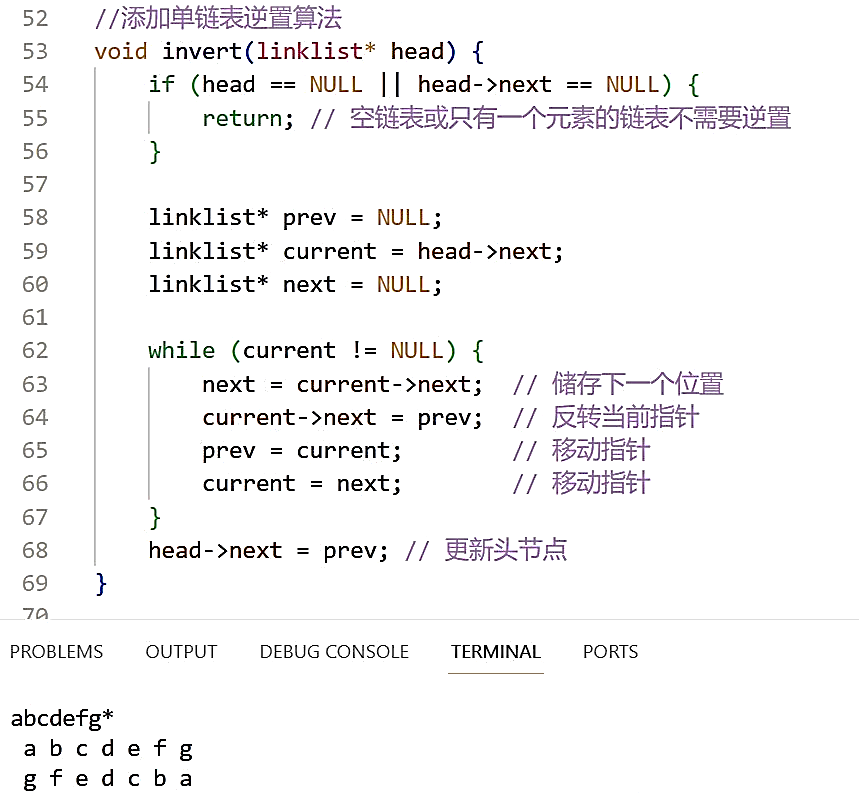 52 //添加单链表逆置算法
53 void invert(linklist* head) {
54 if (head == NULL || head->next == NULL) {
55 return; // 空链表或只有一个元素的链表不需要逆置
56 }
57
58 linklist* prev = NULL;
59 linklist* current = head->next;
60 linklist* next = NULL;
61
62 while (current != NULL) {
63 next = current->next; // 储存下一个位置
64 current->next = prev; // 反转当前指针
65 prev = current; // 移动指针
66 current = next; // 移动指针
67 }
68 head->next = prev; // 更新头节点
69 }
70
PROBLEMS OUTPUT DEBUG CONSOLE TERMINAL PORTS
abcdefg*
a b c d e f g
g f e d c b a